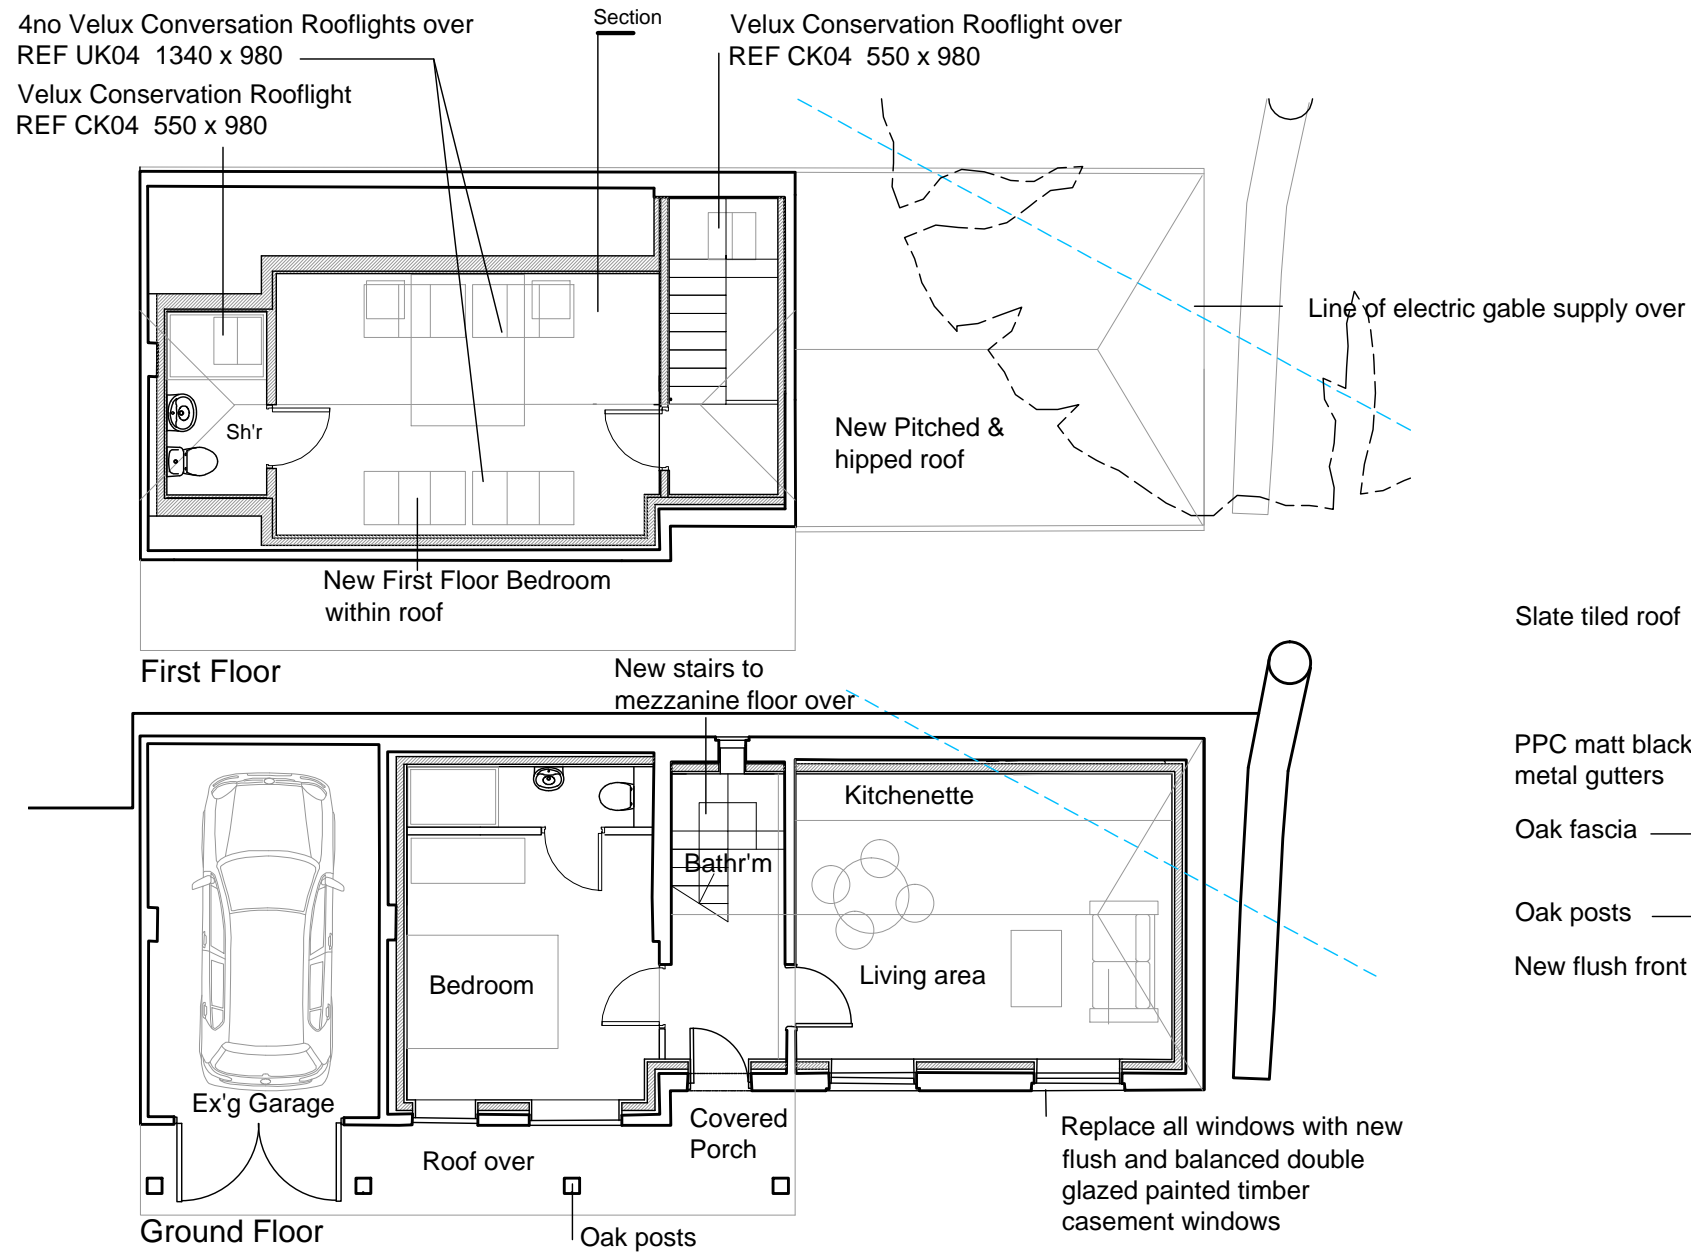 4no Velux Conversation Rooflights over
REF UK04 1340 x 980
Velux Conservation Rooflight
REF CK04 550 x 980
Section
Velux Conservation Rooflight over
REF CK04 550 x 980
Line of electric gable supply over
Sh'r
New Pitched &
hipped roof
New First Floor Bedroom
within roof
First Floor
Slate tiled roof
New stairs to
mezzanine floor over
PPC matt black
metal gutters
Oak fascia
Oak posts
New flush front
Kitchenette
Bathr'm
Bedroom
Living area
Ex'g Garage
Covered
Porch
Roof over
Replace all windows with new
flush and balanced double
glazed painted timber
casement windows
Ground Floor
Oak posts